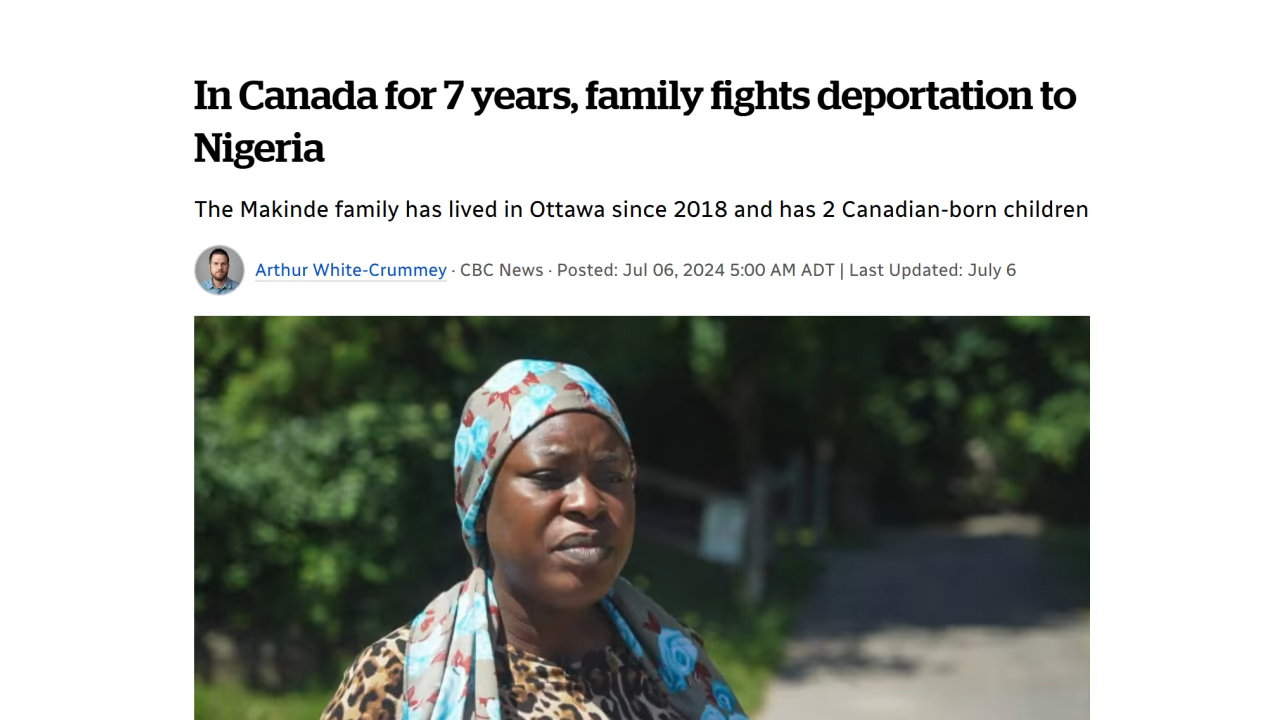 In Canada for 7 years, family fights deportation to
Nigeria
The Makinde family has lived in Ottawa since 2018 and has 2 Canadian-born children
Arthur White-Crummey · CBC News · Posted: Jul 06, 2024 5:00 AM ADT | Last Updated: July 6